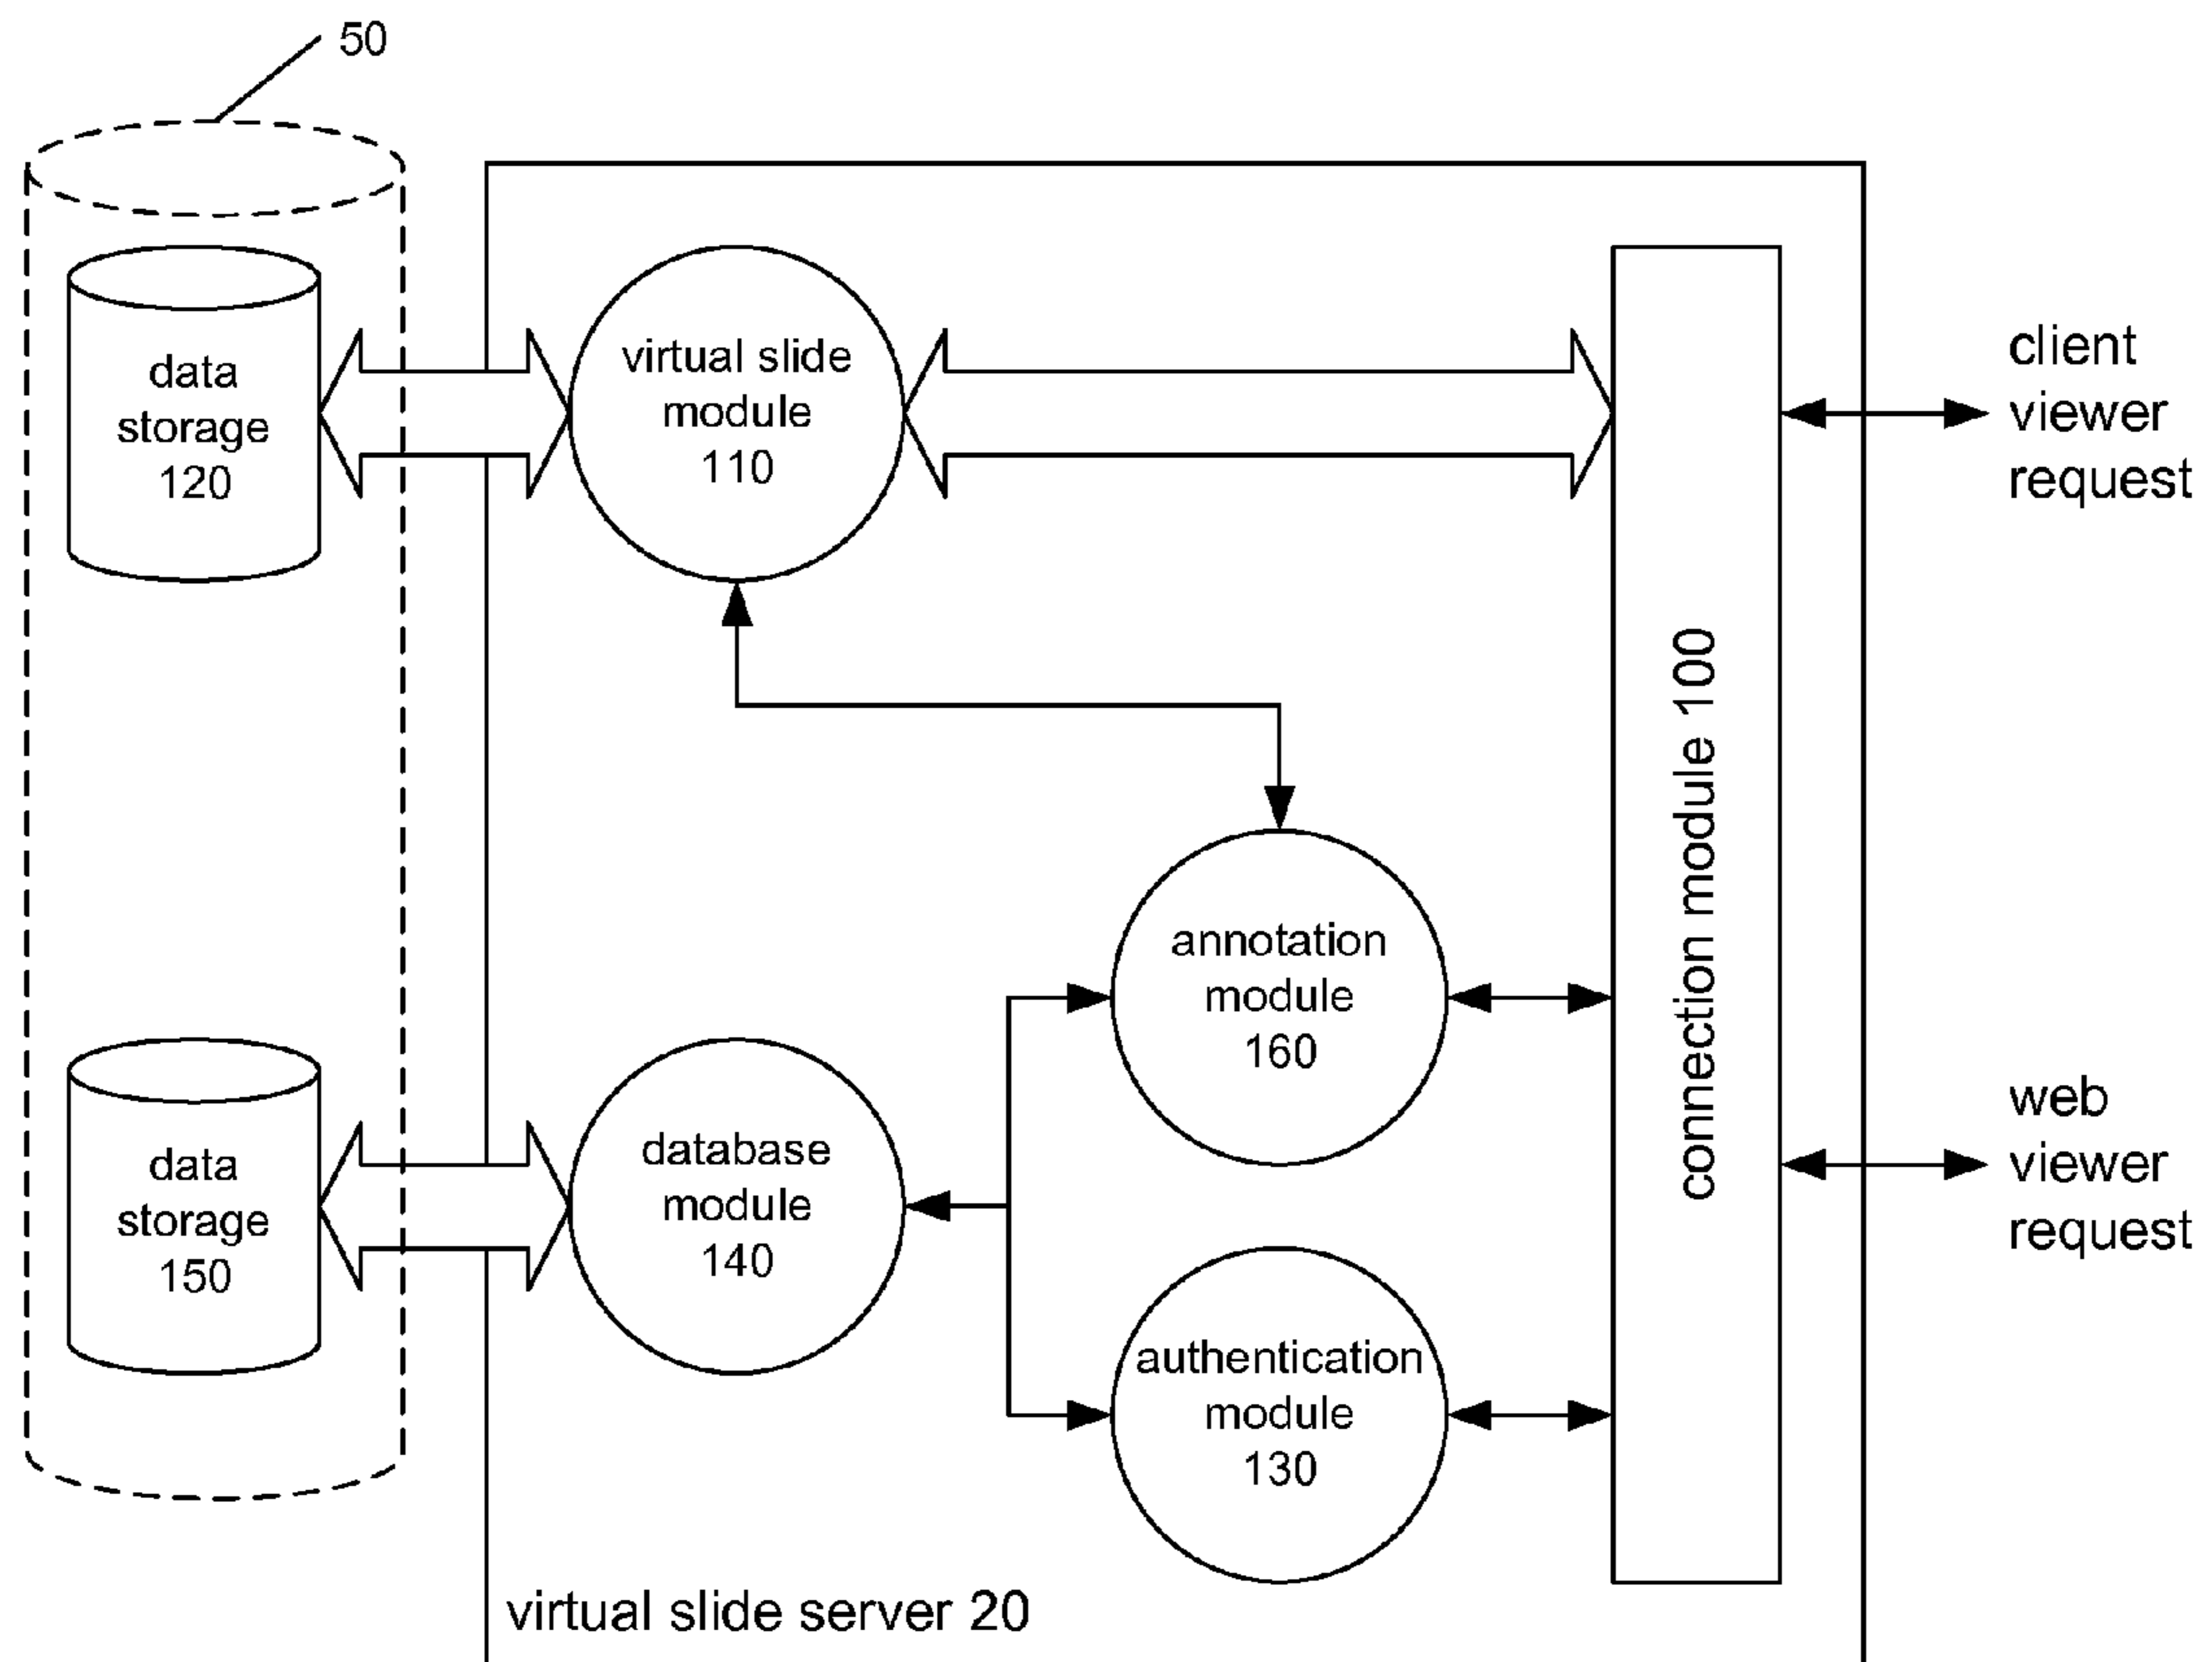 50
data
storage
120
virtual slide
module
110
client
viewer
request
connection module 100
annotation
module
160
data
storage
150
database
module
140
web
viewer
request
authentication
module
130
virtual slide server 20